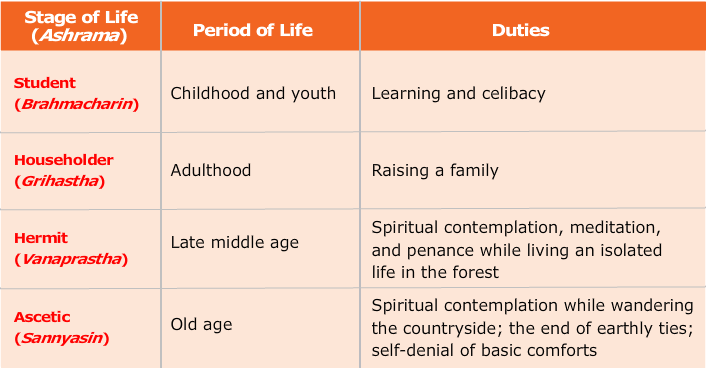 Stage of Life
(Ashrama)
Period of Life
Duties
Student
(Brahmacharin)
Childhood and youth
Learning and celibacy
Householder
(Grihastha)
Adulthood
Raising a family
Hermit
(Vanaprastha)
Late middle age
Spiritual contemplation, meditation,
and penance while living an isolated
life in the forest
Ascetic
(Sannyasin)
Old age
Spiritual contemplation while wandering
the countryside; the end of earthly ties;
self-denial of basic comforts